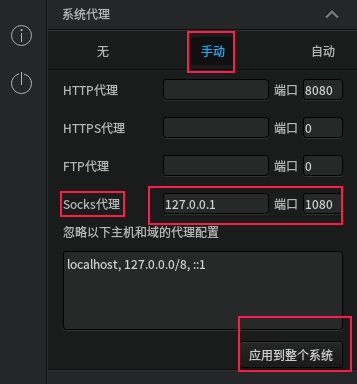 系统代理
无 手动 自动
HTTP代理 端口 8080
HTTPS代理 端口 0
FTP代理 端口 0
Socks代理 127.0.0.1 端口 1080
忽略以下主机和域的代理配置
localhost, 127.0.0.0/8, ::1
应用到整个系统